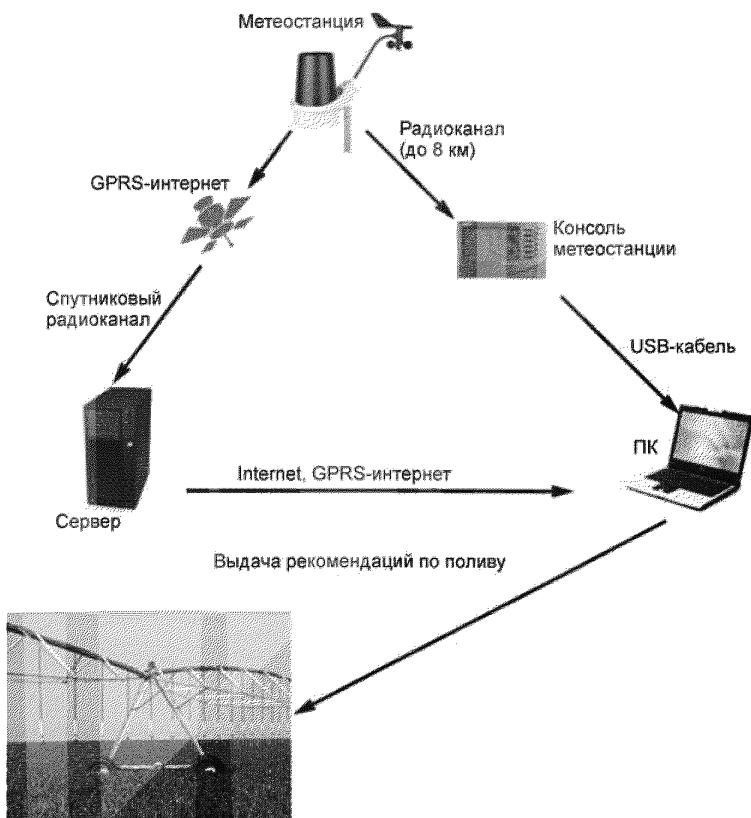 Метеостанция
Радиоканал
(до 8 км)
GPRS-интернет
Консоль
метеостанции
Спутниковый
радиоканал
USB-кабель
ПК
Internet, GPRS-интернет
Сервер
Выдача рекомендаций по поливу